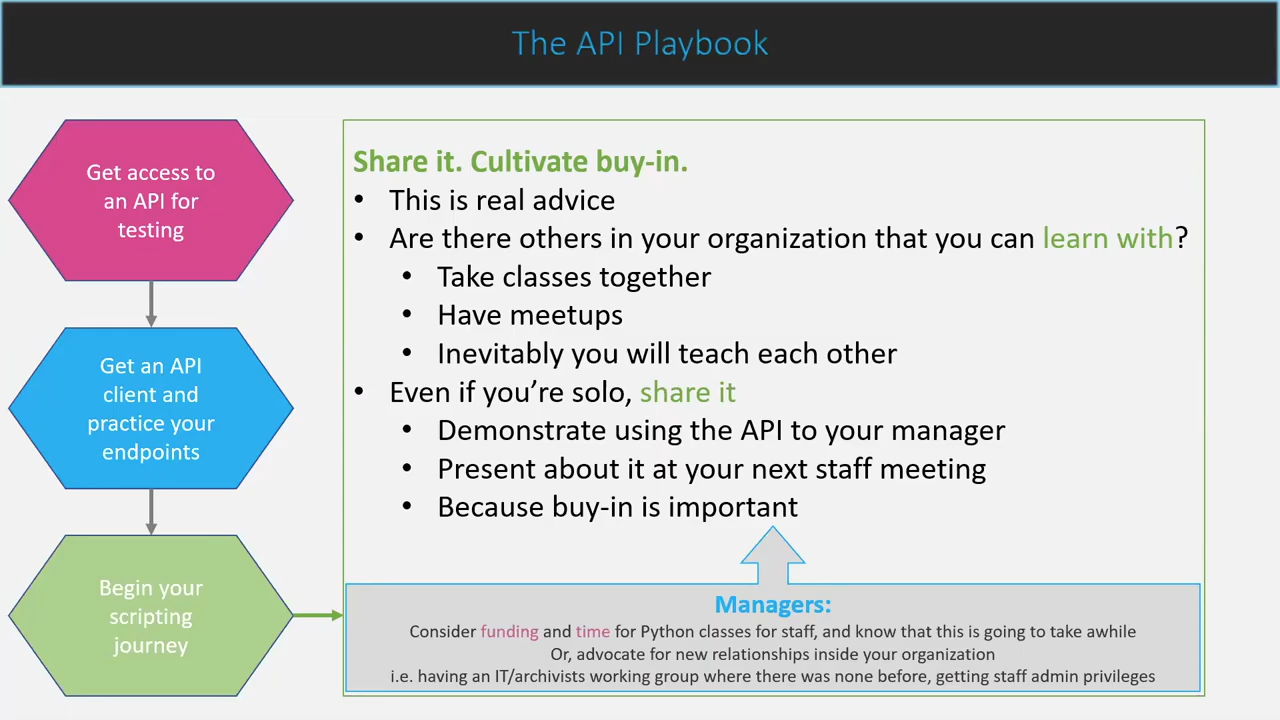 The API Playbook
Get access to
an API for
testing
Get an API
client and
practice your
endpoints
Begin your
scripting
journey
Share it. Cultivate buy-in.
• This is real advice
• Are there others in your organization that you can learn with?
• Take classes together
• Have meetups
• Inevitably you will teach each other
• Even if you’re solo, share it
• Demonstrate using the API to your manager
• Present about it at your next staff meeting
• Because buy-in is important
Managers:
Consider funding and time for Python classes for staff, and know that this is going to take awhile
Or, advocate for new relationships inside your organization
i.e. having an IT/archivists working group where there was none before, getting staff admin privileges